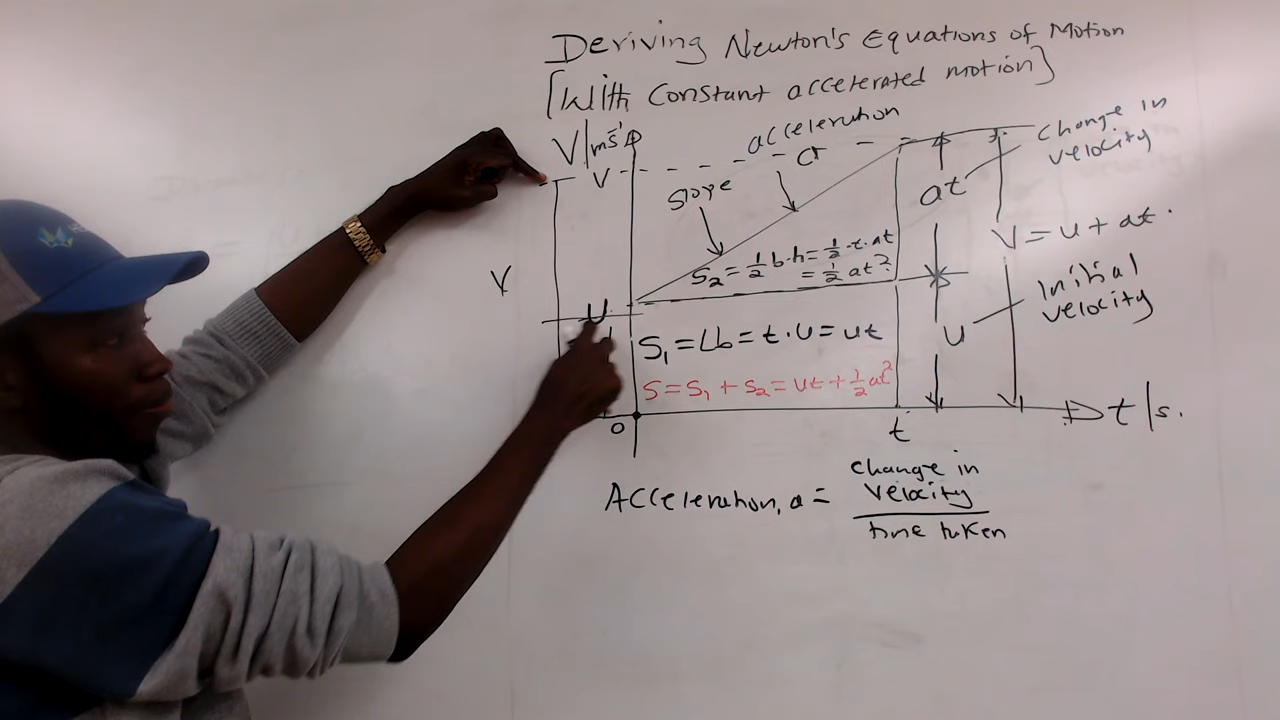 Deriving Newton's Equations of Motion
[With Constant accelerated motion]
V/ms⁻¹
acceleration
change in
velocity
V
a
slope
at
V = u + at.
V
S₂ = ½ b·h = ½ · t · at
= ½ at²
Initial
velocity
U
u
S₁ = Lb = t · u = ut
S = S₁ + S₂ = ut + ½ at²
0
t
t/s.
Acceleration, a = change in
velocity
time taken